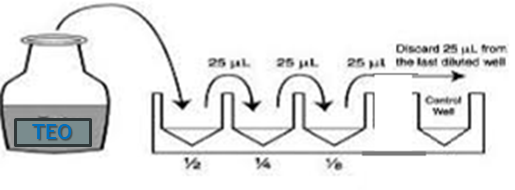 25 µL 25 µL 25 µL Discard 25 µL from
the last diluted well
Control
Well
TEO
½ ¼ ⅛